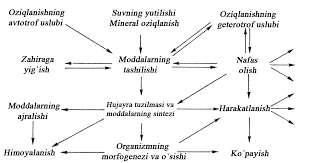 Oziqlanishning
avtotrof uslubi
Suvning yutilishi
Mineral oziqlanish
Oziqlanishning
geterotrof uslubi
Zahiraga
yig`ish
Moddalarning
tashilishi
Nafas
olish
Moddalarning
ajralishi
Hujayra tuzilmasi va
moddalarning sintezi
Harakatlanish
Himoyalanish
Organizmning
morfogenezi va o`sishi
Ko`payish